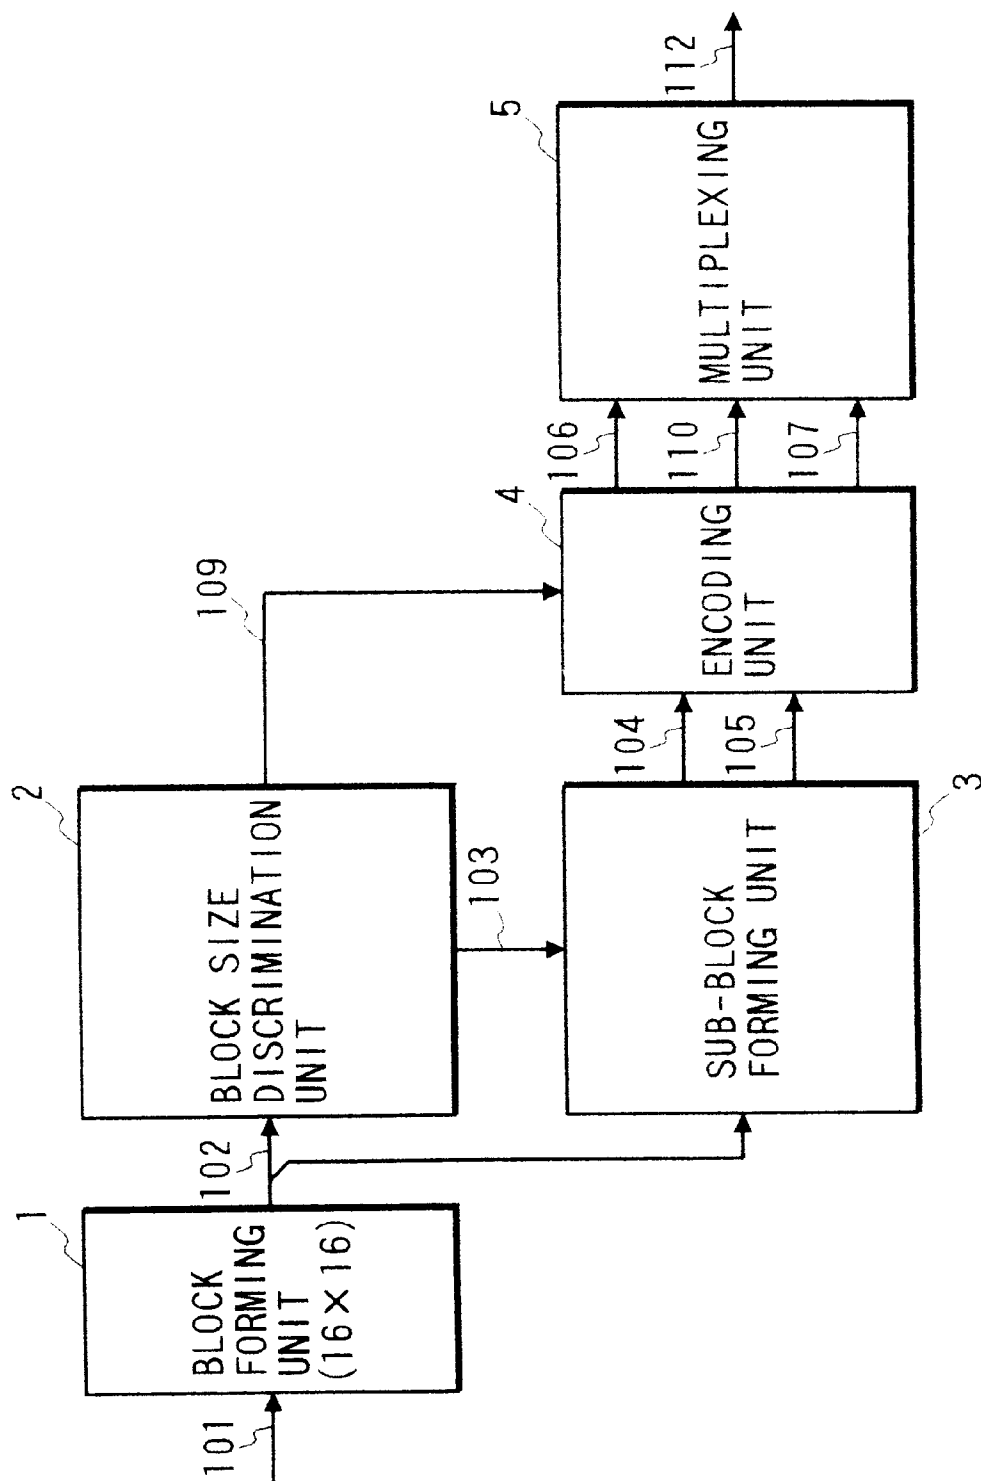 1
BLOCK
FORMING
UNIT
(16×16)
101
102
2
BLOCK SIZE
DISCRIMINATION
UNIT
109
103
SUB-BLOCK
FORMING UNIT
3
104
105
4
ENCODING
UNIT
106
110
107
5
MULTIPLEXING
UNIT
112